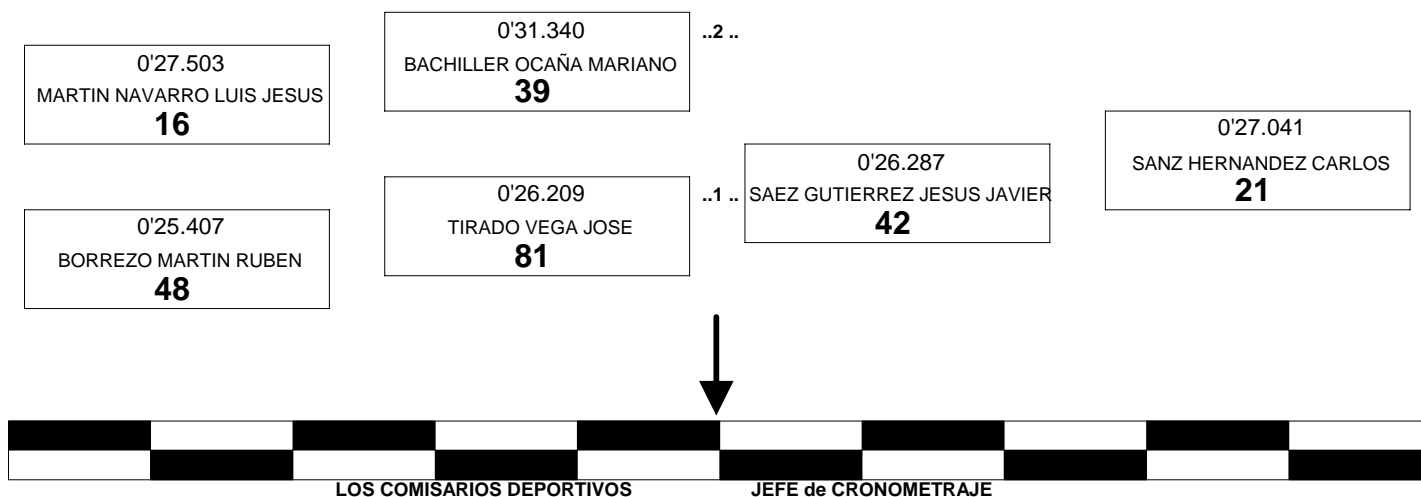 0'27.503
MARTIN NAVARRO LUIS JESUS
16
0'31.340
BACHILLER OCAÑA MARIANO
39
..2 ..
0'27.041
SANZ HERNANDEZ CARLOS
21
0'25.407
BORREZO MARTIN RUBEN
48
0'26.209
TIRADO VEGA JOSE
81
..1 ..
0'26.287
SAEZ GUTIERREZ JESUS JAVIER
42
LOS COMISARIOS DEPORTIVOS
JEFE de CRONOMETRAJE